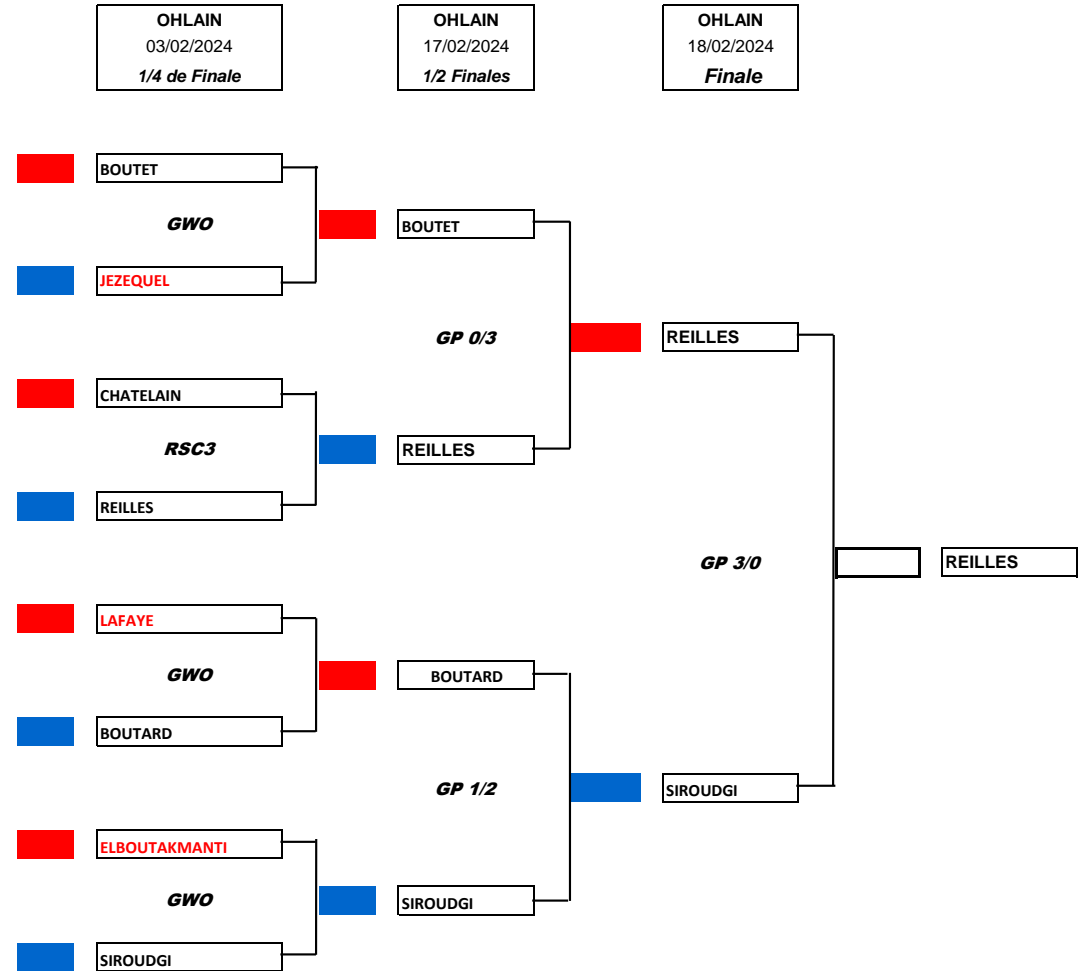 OHLAIN
03/02/2024
1/4 de Finale
OHLAIN
17/02/2024
1/2 Finales
OHLAIN
18/02/2024
Finale
BOUTET
GWO
BOUTET
JEZEQUEL
GP 0/3
REILLES
CHATELAIN
RSC3
REILLES
REILLES
GP 3/0
REILLES
LAFAYE
GWO
BOUTARD
BOUTARD
GP 1/2
SIROUDGI
ELBOUTAKMANTI
GWO
SIROUDGI
SIROUDGI